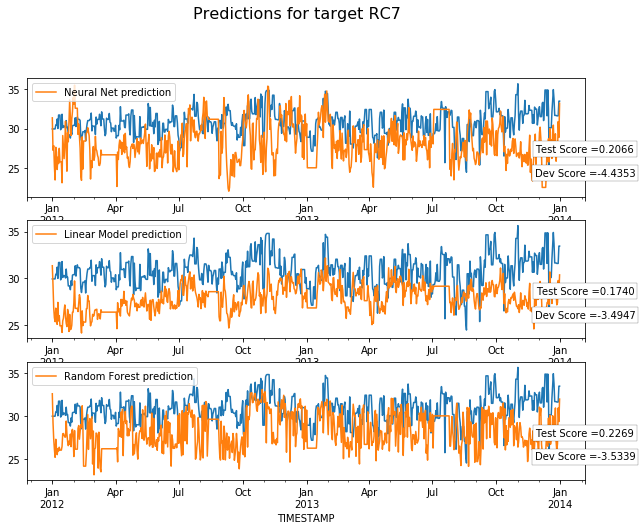 Predictions for target RC7
Neural Net prediction
35
30
25
Test Score =0.2066
Dev Score =-4.4353
Jan Apr Jul Oct Jan Apr Jul Oct Jan
2012 2013 2014
Linear Model prediction
35
30
25
Test Score =0.1740
Dev Score =-3.4947
Jan Apr Jul Oct Jan Apr Jul Oct Jan
2012 2013 2014
Random Forest prediction
35
30
25
Test Score =0.2269
Dev Score =-3.5339
Jan Apr Jul Oct Jan Apr Jul Oct Jan
2012 2013 2014
TIMESTAMP